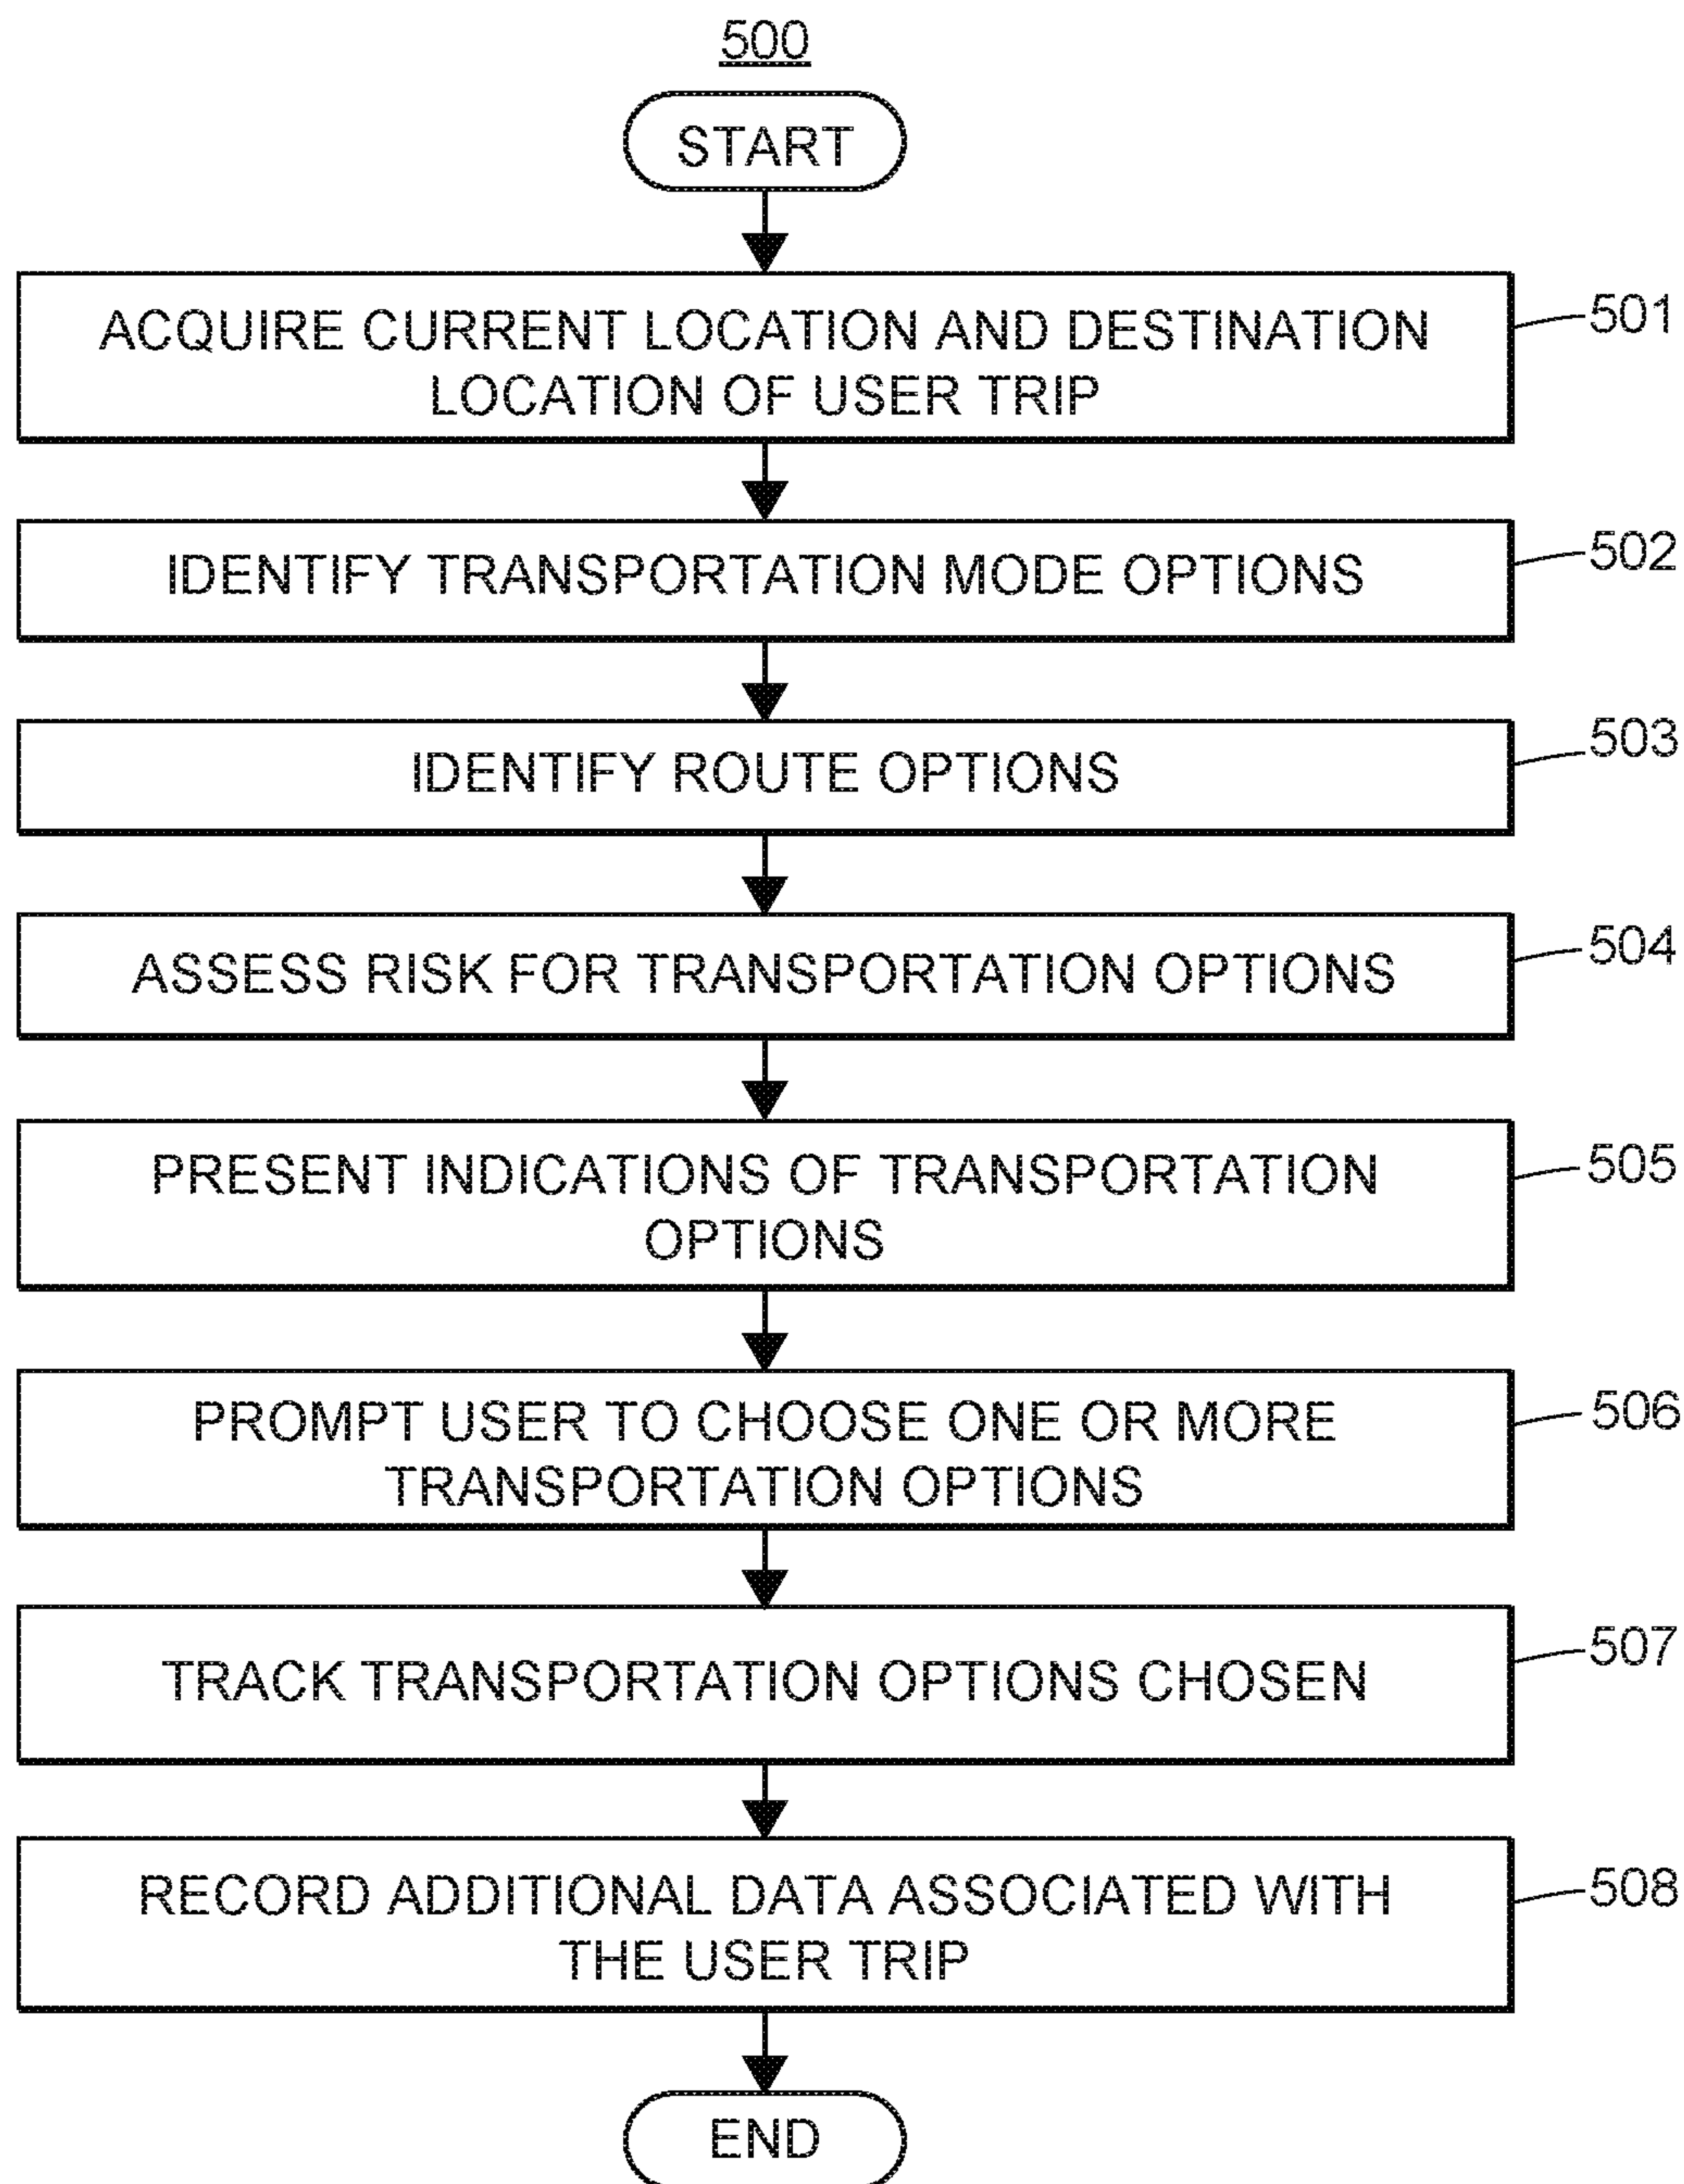 500
START
ACQUIRE CURRENT LOCATION AND DESTINATION
LOCATION OF USER TRIP
501
IDENTIFY TRANSPORTATION MODE OPTIONS
502
IDENTIFY ROUTE OPTIONS
503
ASSESS RISK FOR TRANSPORTATION OPTIONS
504
PRESENT INDICATIONS OF TRANSPORTATION
OPTIONS
505
PROMPT USER TO CHOOSE ONE OR MORE
TRANSPORTATION OPTIONS
506
TRACK TRANSPORTATION OPTIONS CHOSEN
507
RECORD ADDITIONAL DATA ASSOCIATED WITH
THE USER TRIP
508
END